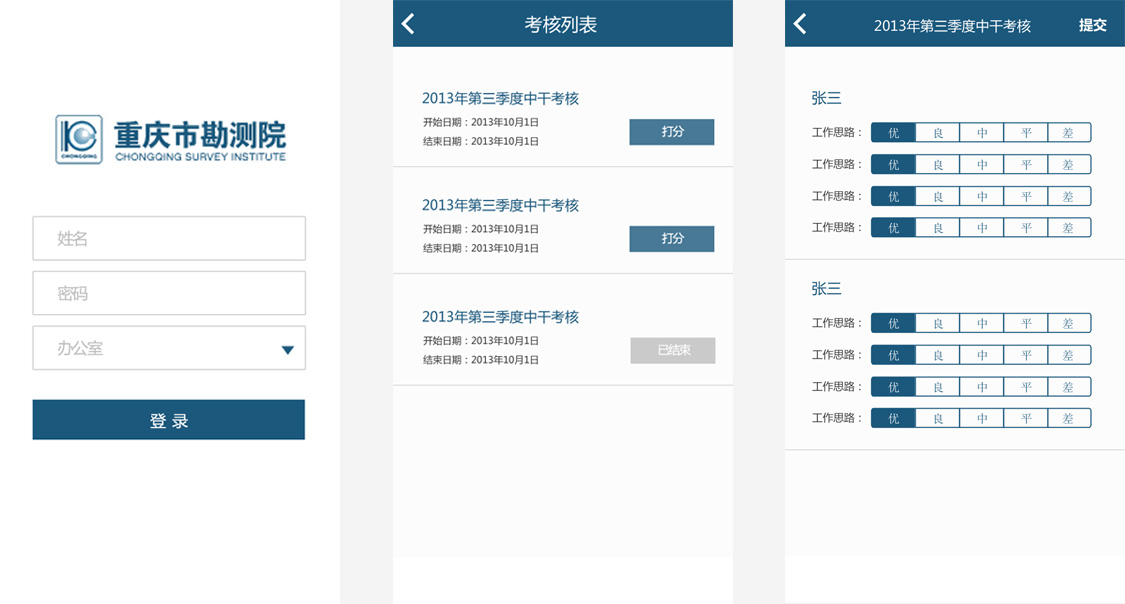 重庆市勘测院
CHONGQING
CHONGQING SURVEY INSTITUTE
姓名
密码
办公室
登 录
考核列表
2013年第三季度中干考核
开始日期：2013年10月1日
结束日期：2013年10月1日
打分
2013年第三季度中干考核
开始日期：2013年10月1日
结束日期：2013年10月1日
打分
2013年第三季度中干考核
开始日期：2013年10月1日
结束日期：2013年10月1日
已结束
2013年第三季度中干考核 提交
张三
工作思路： 优 良 中 平 差
工作思路： 优 良 中 平 差
工作思路： 优 良 中 平 差
工作思路： 优 良 中 平 差
张三
工作思路： 优 良 中 平 差
工作思路： 优 良 中 平 差
工作思路： 优 良 中 平 差
工作思路： 优 良 中 平 差